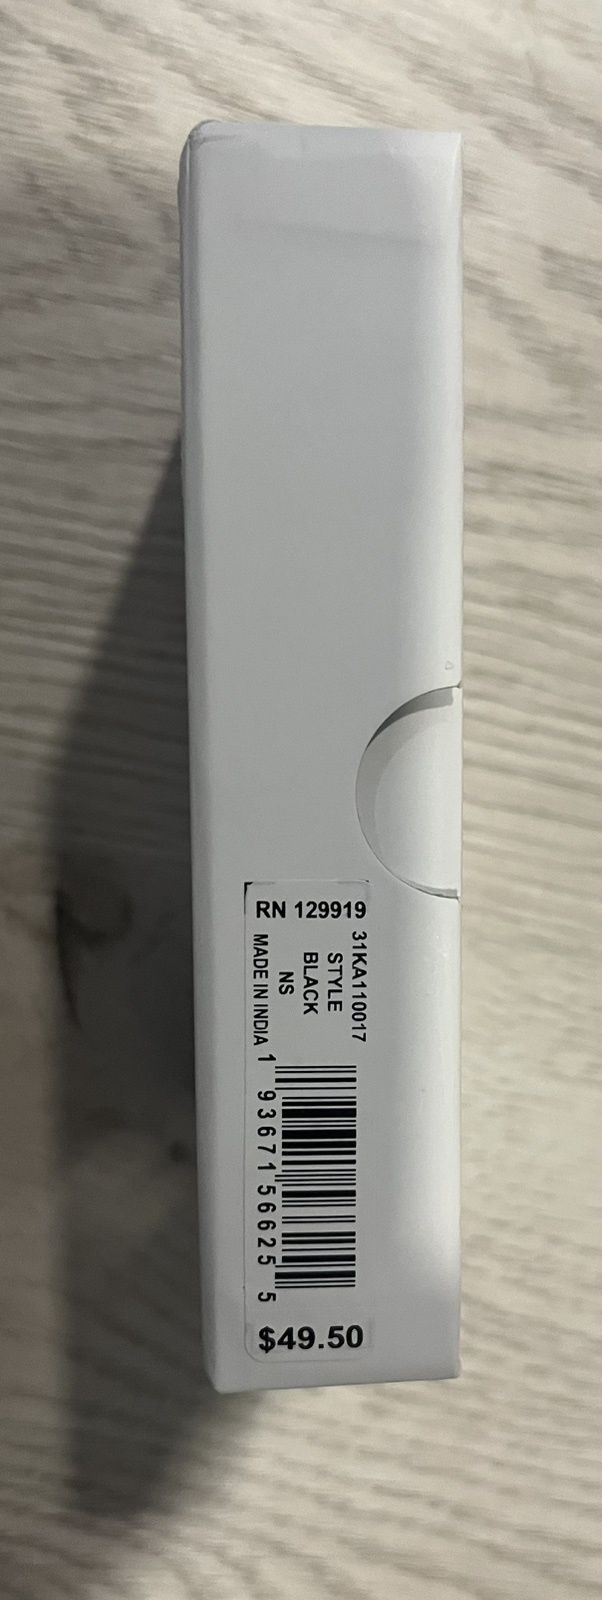 RN 129919
31KA110017
STYLE
BLACK
NS
MADE IN INDIA
1 93671 56625 5
$49.50